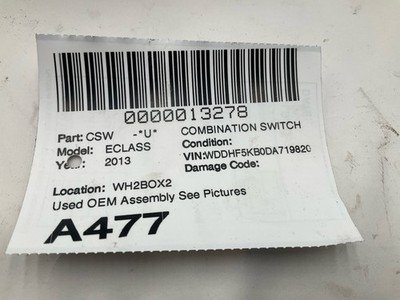 0000013278
Part: CSW -*U* COMBINATION SWITCH
Model: ECLASS Condition:
Year: 2013 VIN:WDDHF5KB0DA719820
Damage Code:
Location: WH2BOX2
Used OEM Assembly See Pictures
A477